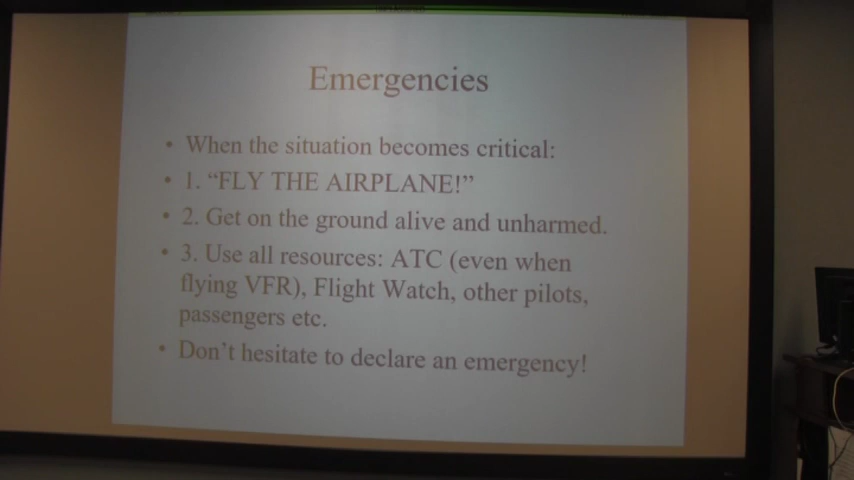 Emergencies
• When the situation becomes critical:
• 1. “FLY THE AIRPLANE!”
• 2. Get on the ground alive and unharmed.
• 3. Use all resources: ATC (even when
flying VFR), Flight Watch, other pilots,
passengers etc.
• Don’t hesitate to declare an emergency!